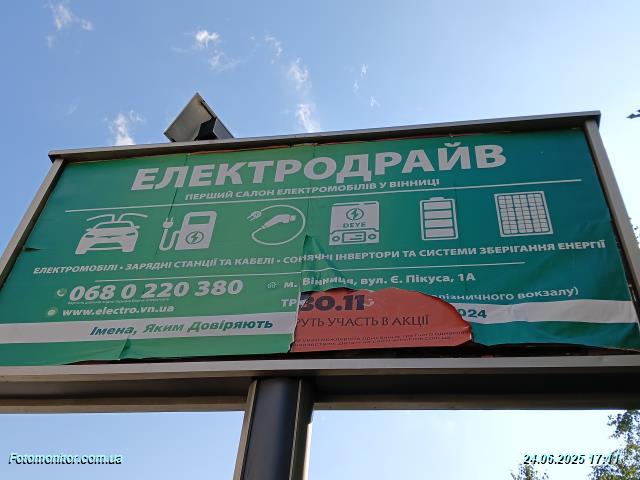 ЕЛЕКТРОДРАЙВ
ПЕРШИЙ САЛОН ЕЛЕКТРОМОБІЛІВ У ВІННИЦІ
DEYE
ЕЛЕКТРОМОБІЛІ • ЗАРЯДНІ СТАНЦІЇ ТА КАБЕЛІ • СОНЯЧНІ ІНВЕРТОРИ ТА СИСТЕМИ ЗБЕРІГАННЯ ЕНЕРГІЇ
068 0 220 380
м. Вінниця, вул. Є. Пікуса, 1А
www.electro.vn.ua
30.11
РУТЬ УЧАСТЬ В АКЦІЇ
2024
Імена, Яким Довіряють
Fotomonitor.com.ua
24.06.2025 17:11